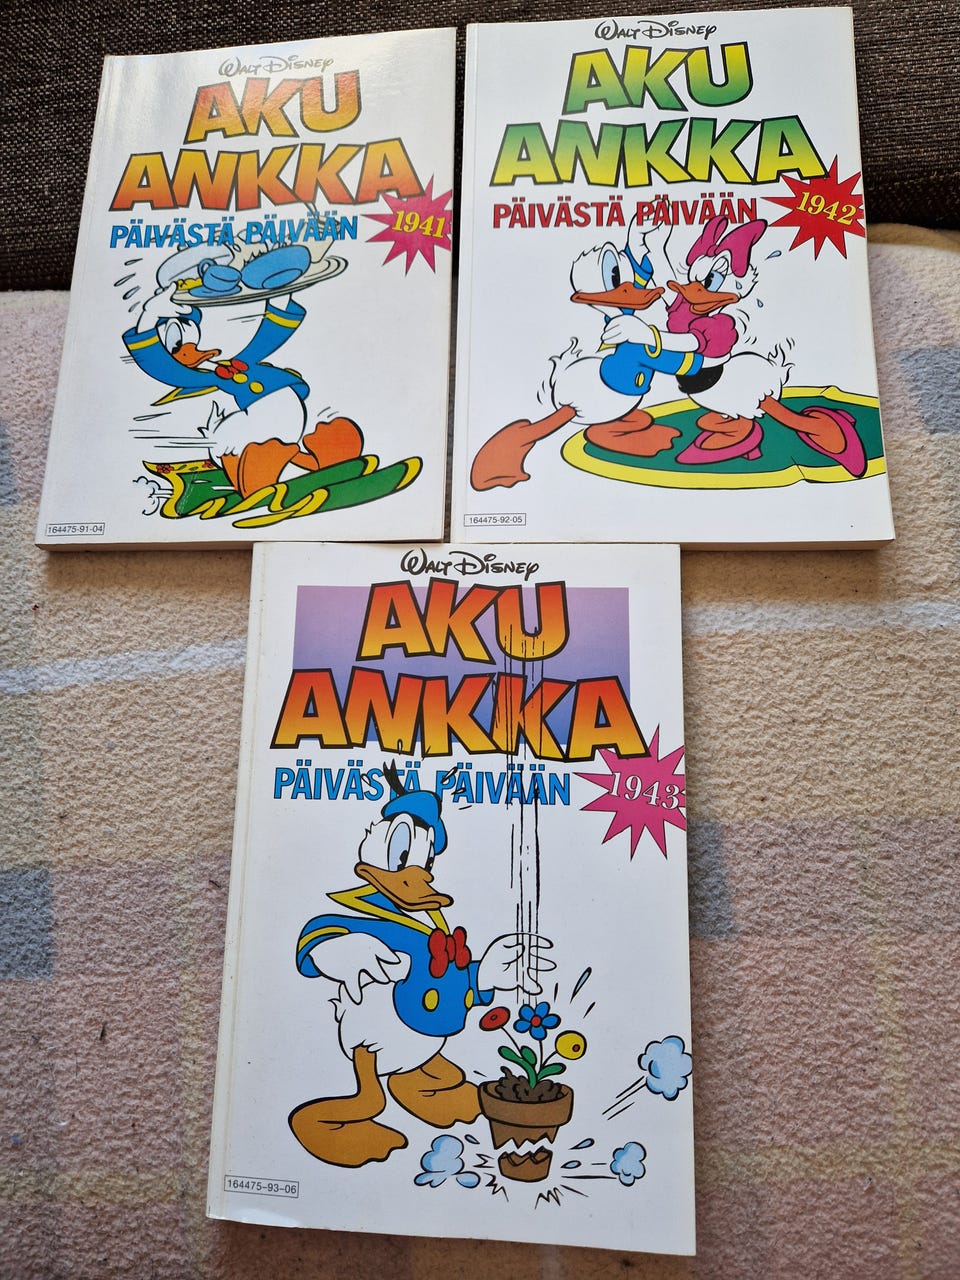 WALT DISNEY
AKU
ANKKA
PÄIVÄSTÄ PÄIVÄÄN
1941
164475-91-04
WALT DISNEY
AKU
ANKKA
PÄIVÄSTÄ PÄIVÄÄN
1942
164475-92-05
WALT DISNEY
AKU
ANKKA
PÄIVÄSTÄ PÄIVÄÄN
1943
164475-93-06